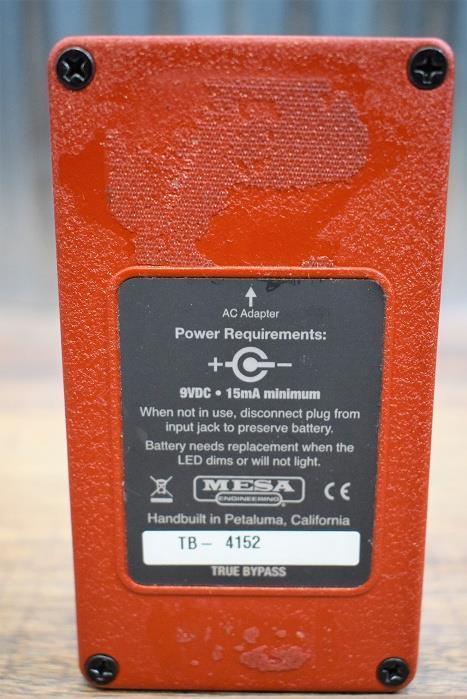 AC Adapter
Power Requirements:
+ −
9VDC • 15mA minimum
When not in use, disconnect plug from
input jack to preserve battery.
Battery needs replacement when the
LED dims or will not light.
MESA
ENGINEERING® CE
Handbuilt in Petaluma, California
TB - 4152
TRUE BYPASS